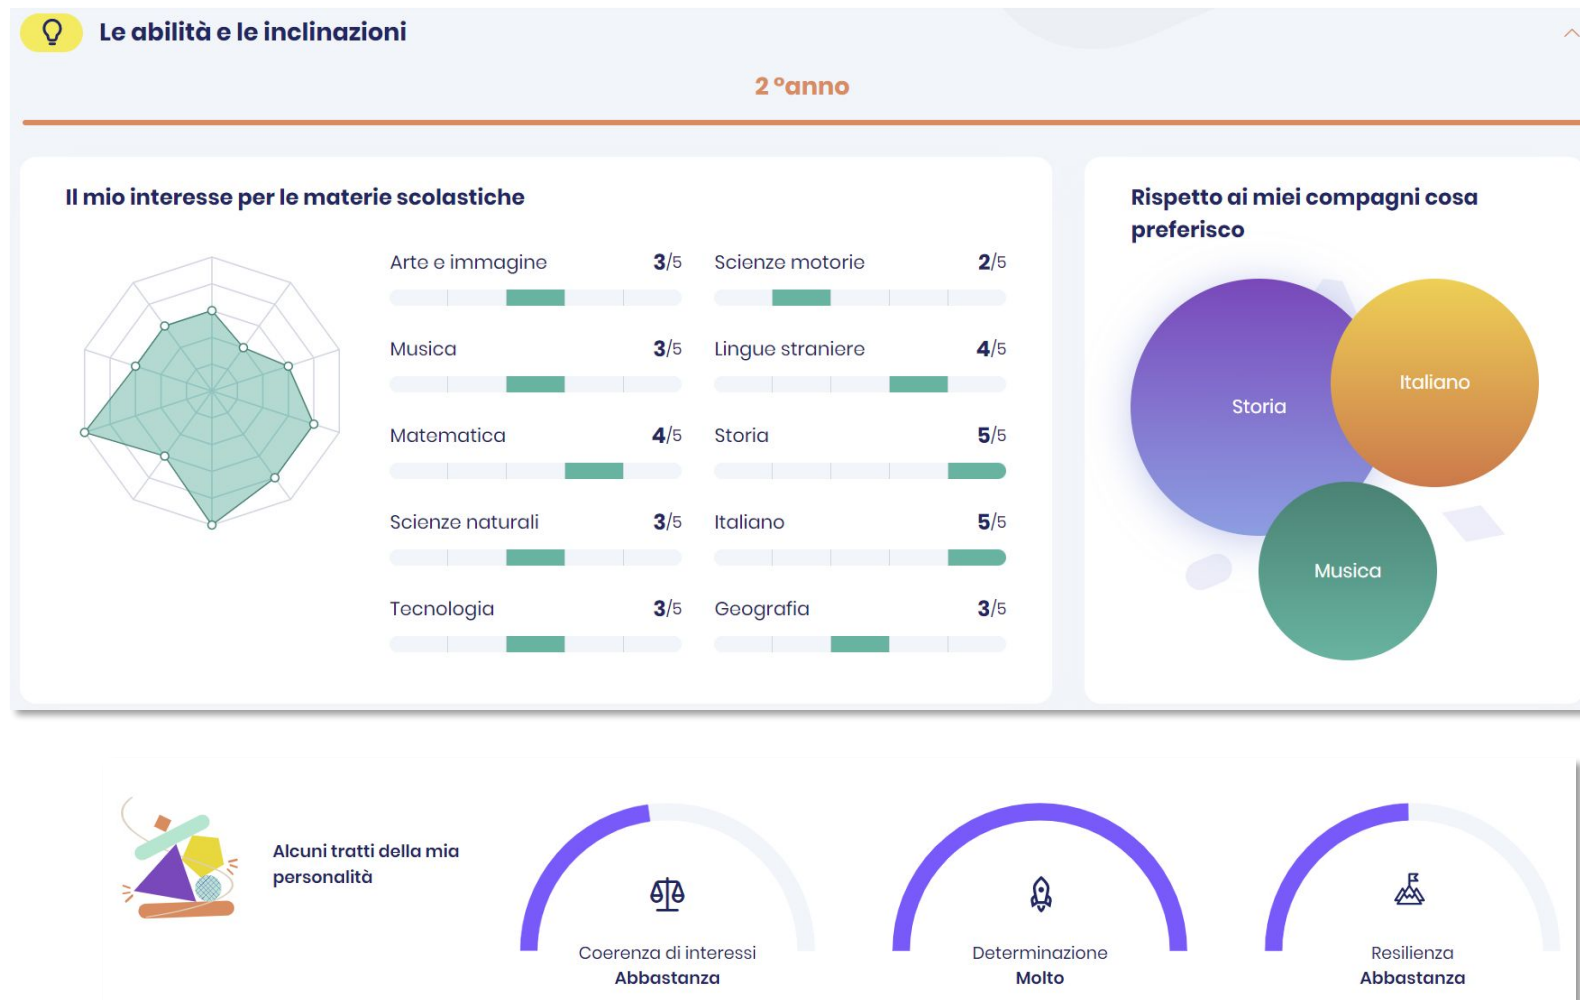 Le abilità e le inclinazioni
2 °anno
Il mio interesse per le materie scolastiche
Arte e immagine 3/5
Scienze motorie 2/5
Musica 3/5
Lingue straniere 4/5
Matematica 4/5
Storia 5/5
Scienze naturali 3/5
Italiano 5/5
Tecnologia 3/5
Geografia 3/5
Rispetto ai miei compagni cosa
preferisco
Storia
Italiano
Musica
Alcuni tratti della mia
personalità
Coerenza di interessi
Abbastanza
Determinazione
Molto
Resilienza
Abbastanza